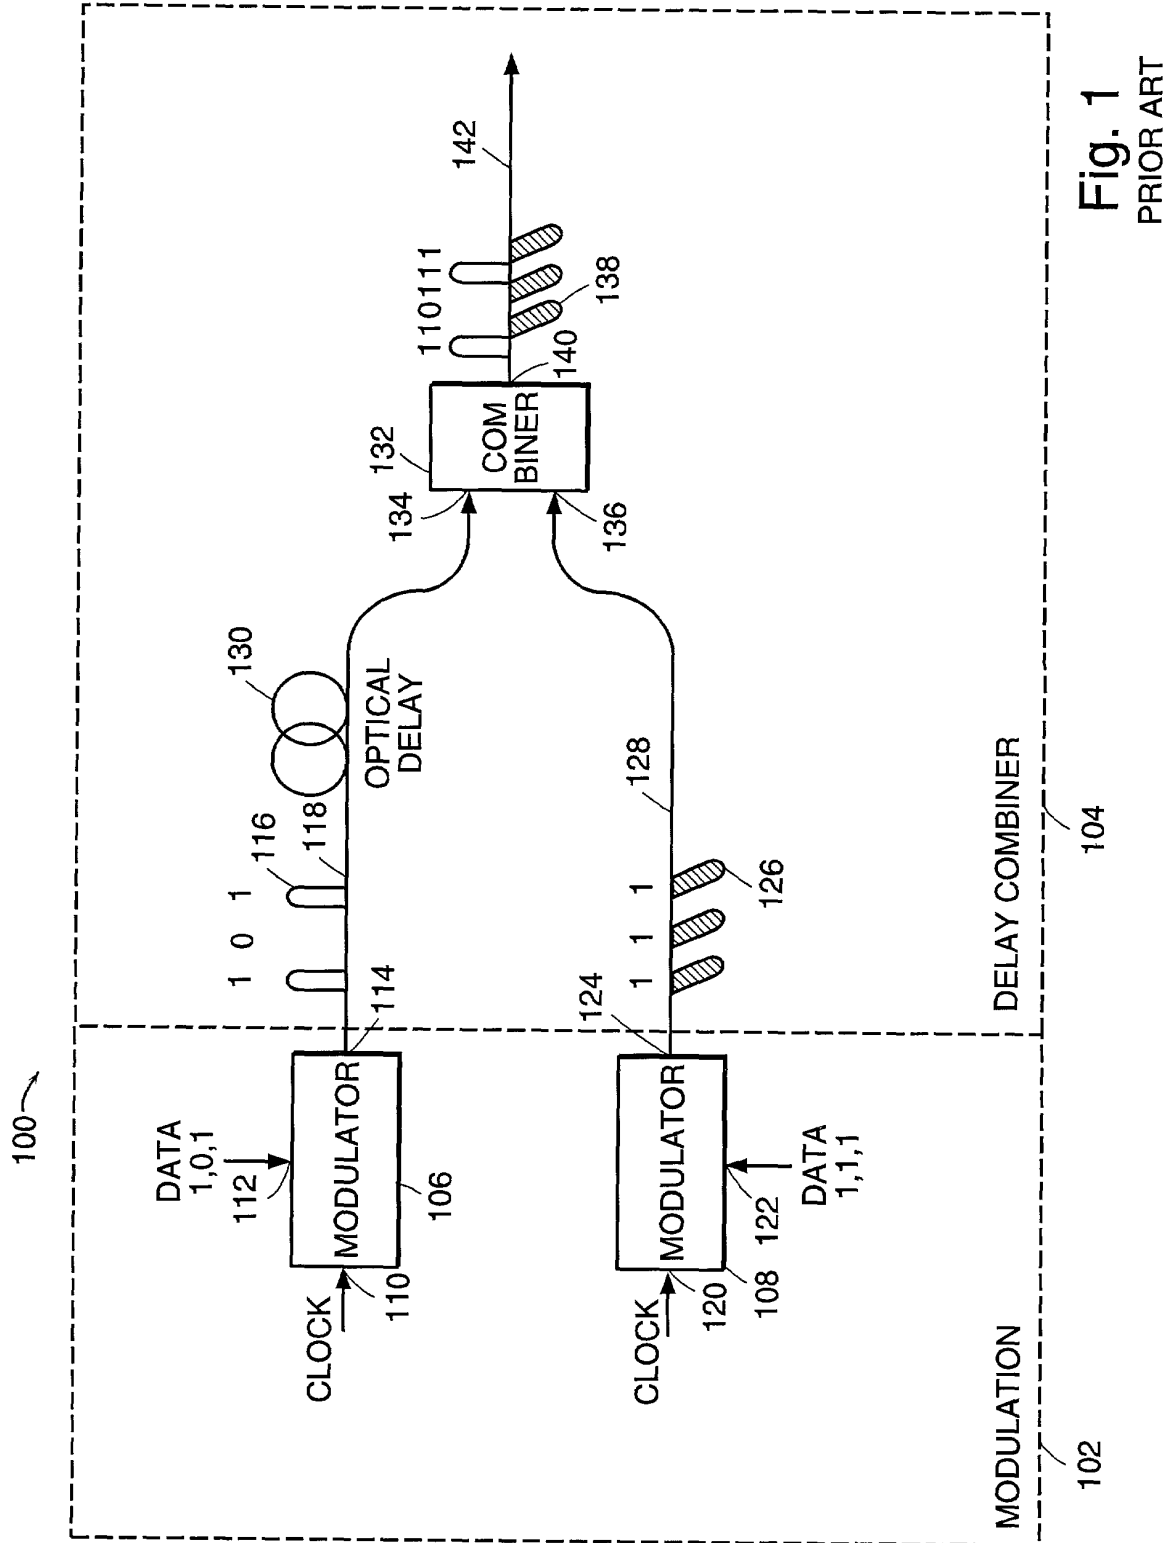 100
DATA
1,0,1
112
CLOCK
110
MODULATOR
106
114
1 0 1
116
118
130
OPTICAL
DELAY
132
134
COM
BINER
136
140
110111
138
142
CLOCK
120
MODULATOR
108
122
DATA
1,1,1
124
1 1 1
126
128
MODULATION
102
DELAY COMBINER
104
Fig. 1
PRIOR ART